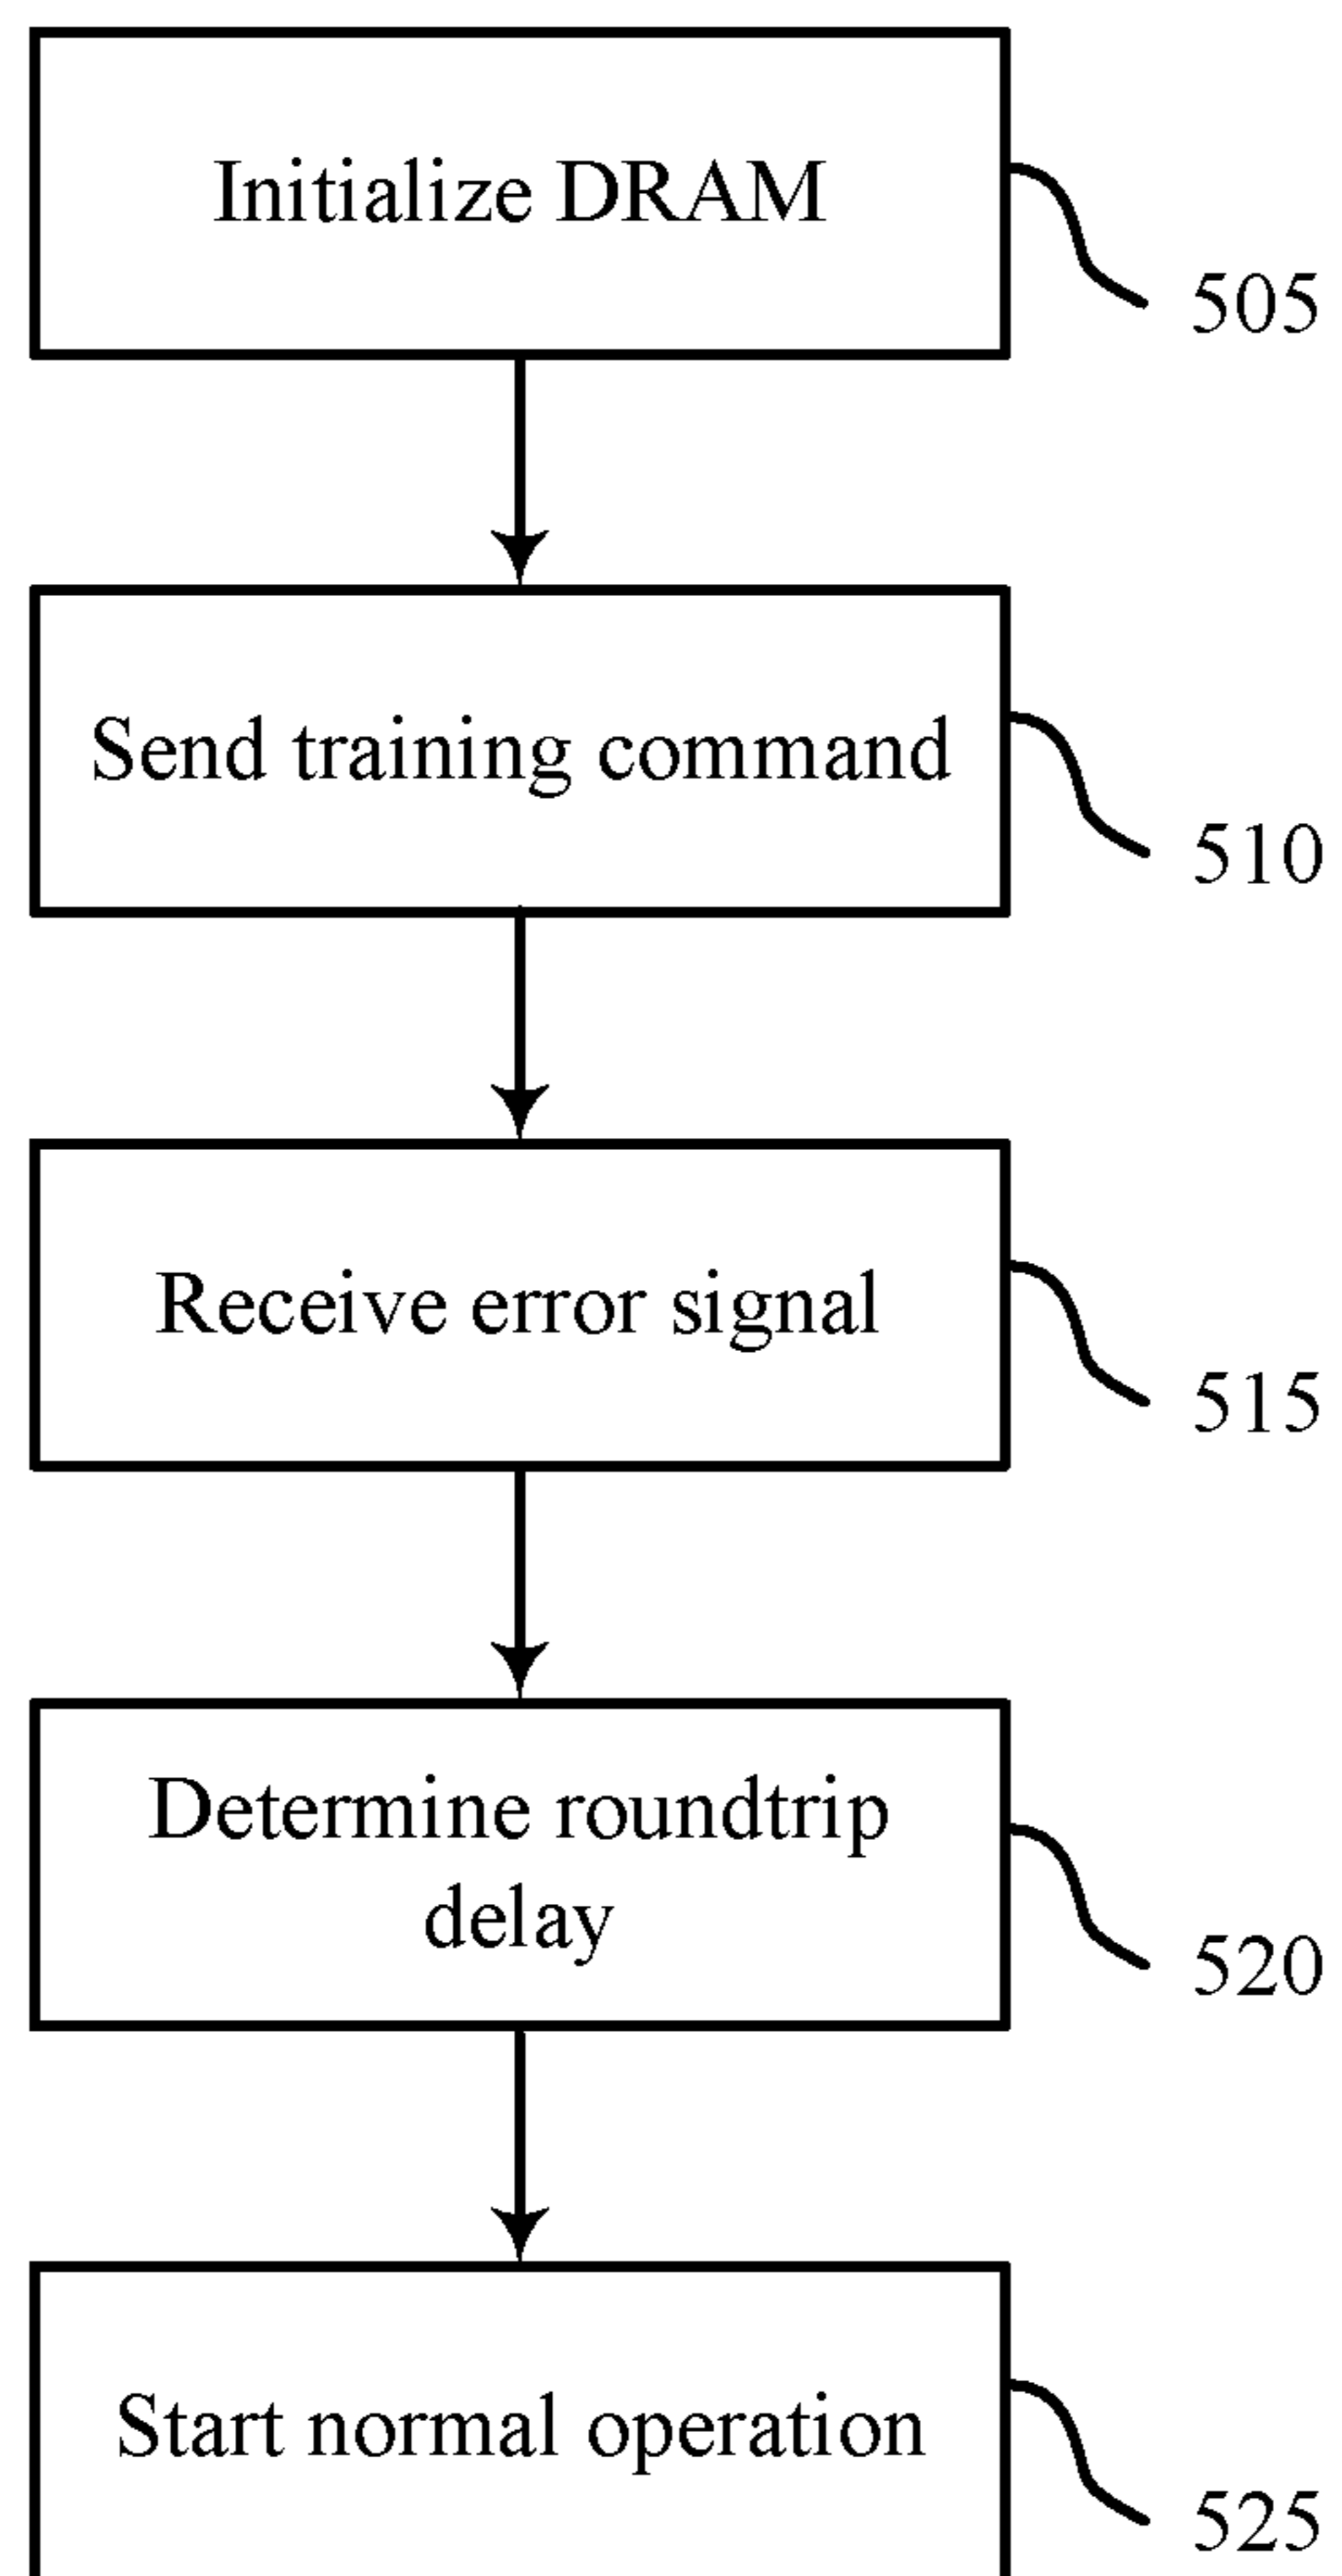 Initialize DRAM
505
Send training command
510
Receive error signal
515
Determine roundtrip
delay
520
Start normal operation
525